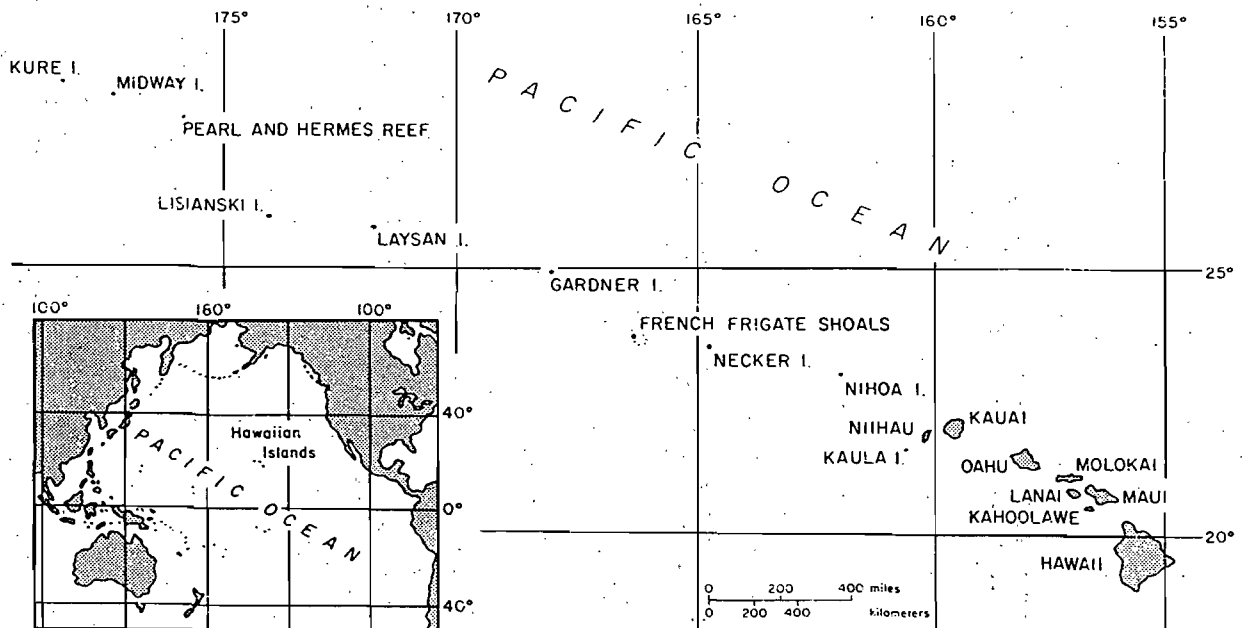 175° 170° 165° 160° 155°
KURE I.
MIDWAY I.
PEARL AND HERMES REEF
PACIFIC OCEAN
LISIANSKI I.
LAYSAN I.
GARDNER I.
25°
FRENCH FRIGATE SHOALS
NECKER I.
NIHOA I.
NIIHAU
KAUAI
KAULA I.
OAHU
MOLOKAI
LANAI
MAUI
KAHOOLAWE
20°
HAWAII
0 200 400 miles
0 200 400 kilometers
100° 160° 100°
40°
Hawaiian
Islands
PACIFIC OCEAN
0°
40°